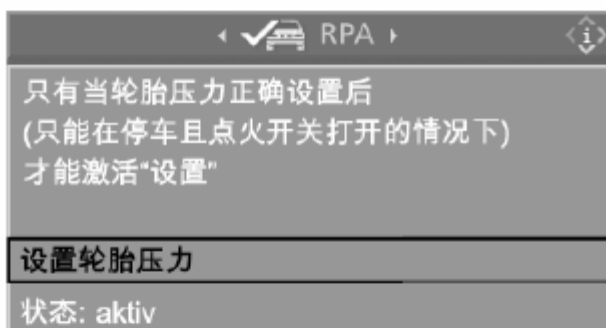 RPA
只有当轮胎压力正确设置后
(只能在停车且点火开关打开的情况下)
才能激活“设置”
设置轮胎压力
状态: aktiv